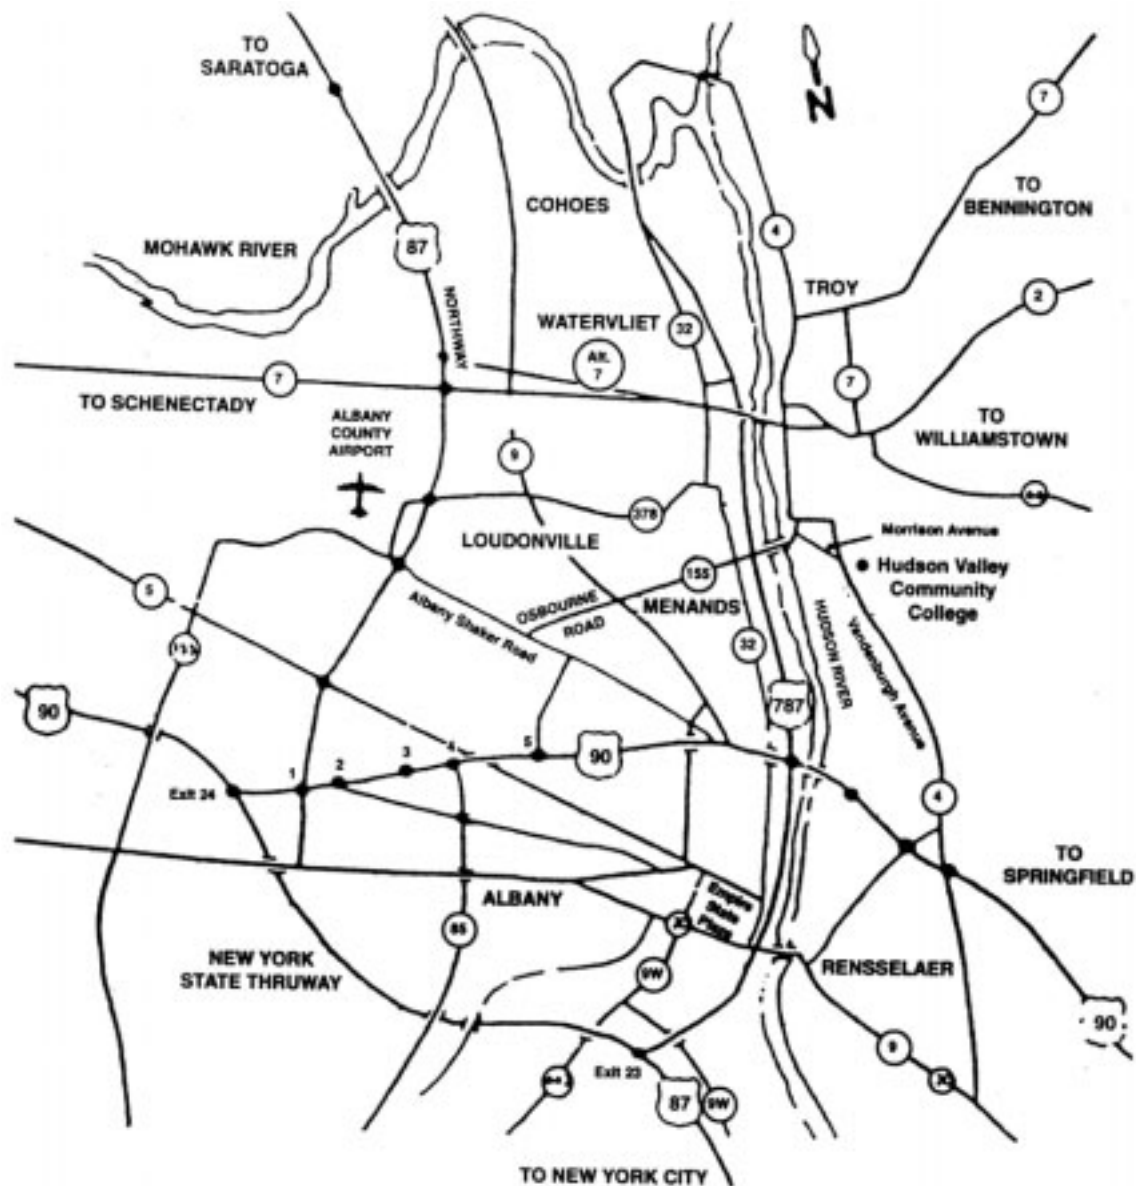 TO
SARATOGA
N
7
TO
BENNINGTON
COHOES
4
MOHAWK RIVER
87
NORTHWAY
TROY
2
WATERVLIET
32
Alt.
7
7
7
TO SCHENECTADY
TO
WILLIAMSTOWN
ALBANY
COUNTY
AIRPORT
9
378
LOUDONVILLE
Morrison Avenue
Hudson Valley
Community
College
155
5
Albany Shaker Road
OSBOURNE
ROAD
MENANDS
32
HUDSON RIVER
Vandenburgh Avenue
90
787
1
2
3
4
5
90
Exit 24
4
TO
SPRINGFIELD
ALBANY
Empire
State
Plaza
85
NEW YORK
STATE THRUWAY
9W
RENSSELAER
90
9
Exit 23
87
9W
TO NEW YORK CITY